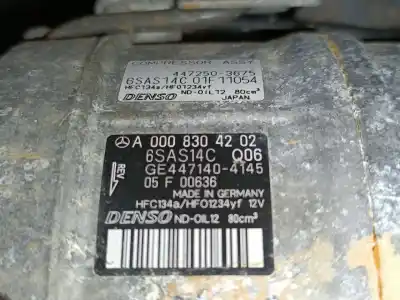 COMPRESSOR ASSY
447250-3675
6SAS14C 01F11054
HFC134a/HFO1234yf
DENSO ND-OIL12 80cm³
JAPAN
A 000 830 42 02
6SAS14C Q06
GE447140-4145
REV
05 F 00636
MADE IN GERMANY
HFC134a/HFO1234yf 12V
DENSO ND-OIL12 80cm³